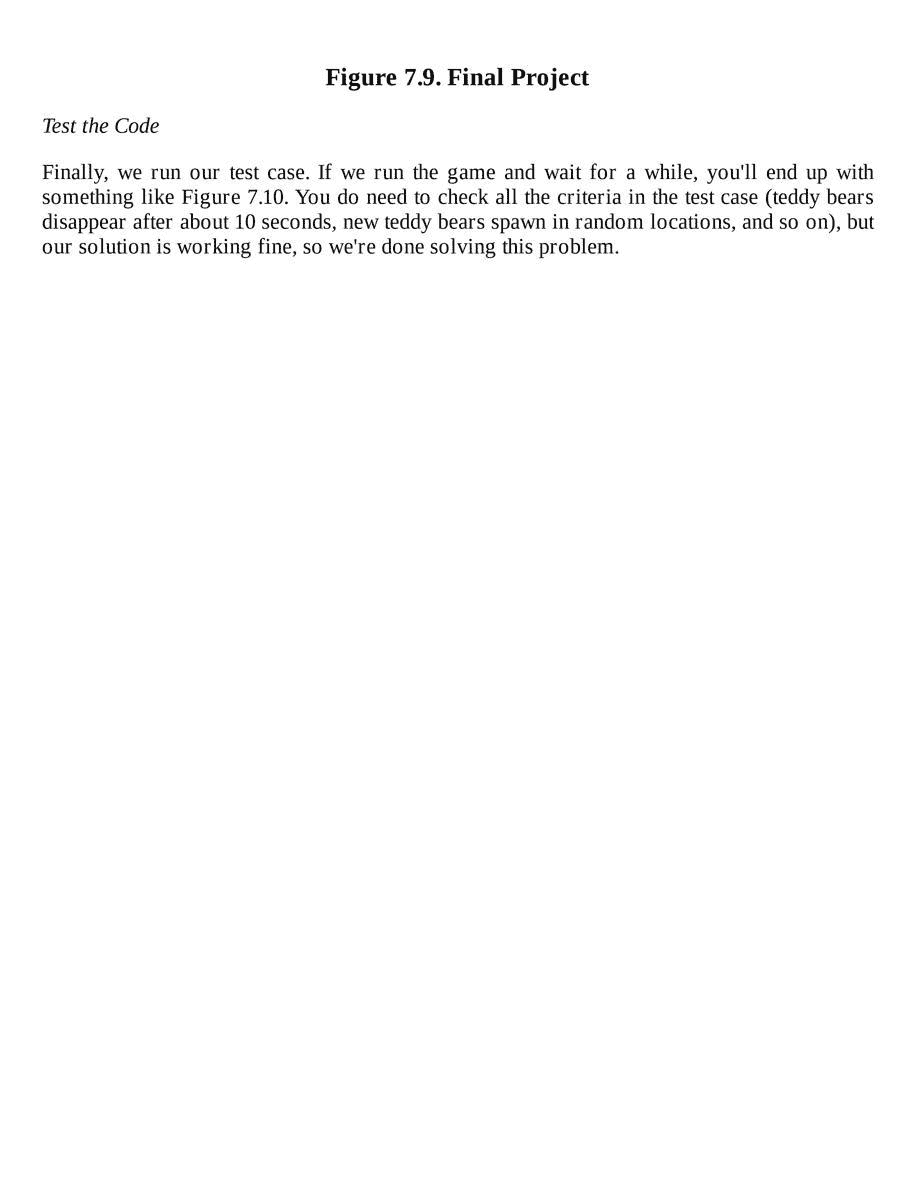 Figure 7.9. Final Project
Test the Code
Finally, we run our test case. If we run the game and wait for a while, you'll end up with
something like Figure 7.10. You do need to check all the criteria in the test case (teddy bears
disappear after about 10 seconds, new teddy bears spawn in random locations, and so on), but
our solution is working fine, so we're done solving this problem.